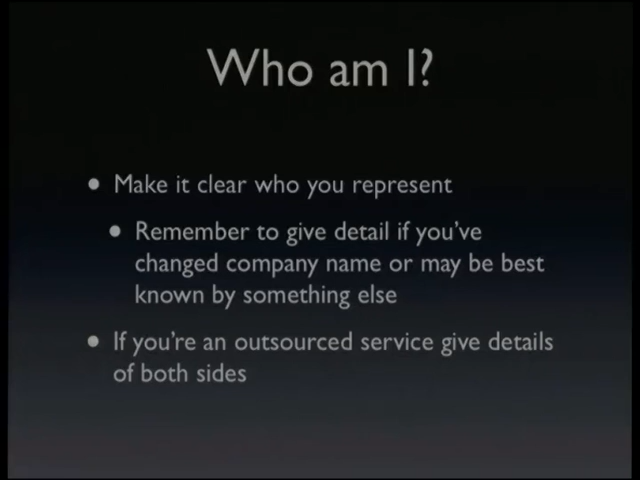 Who am I?
• Make it clear who you represent
• Remember to give detail if you've
changed company name or may be best
known by something else
• If you're an outsourced service give details
of both sides